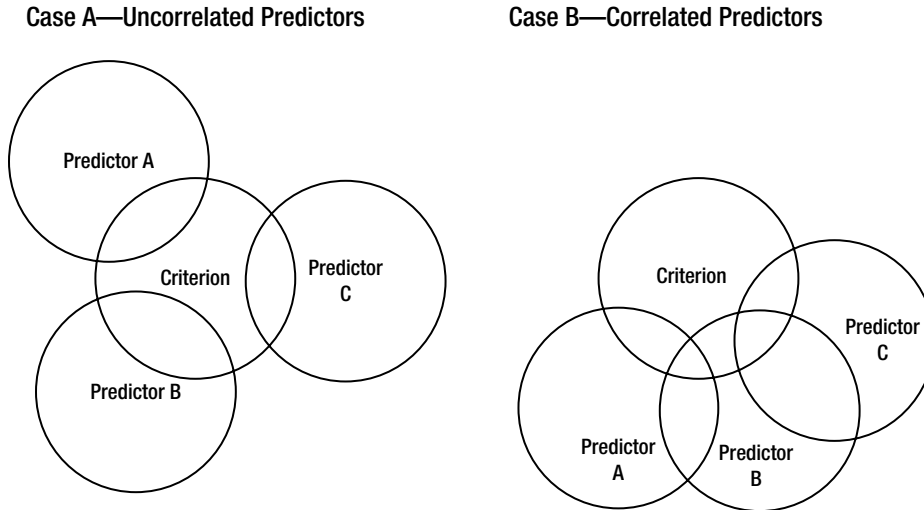 Case A—Uncorrelated Predictors
Predictor A
Criterion
Predictor
C
Predictor B
Case B—Correlated Predictors
Criterion
Predictor
C
Predictor
A
Predictor
B